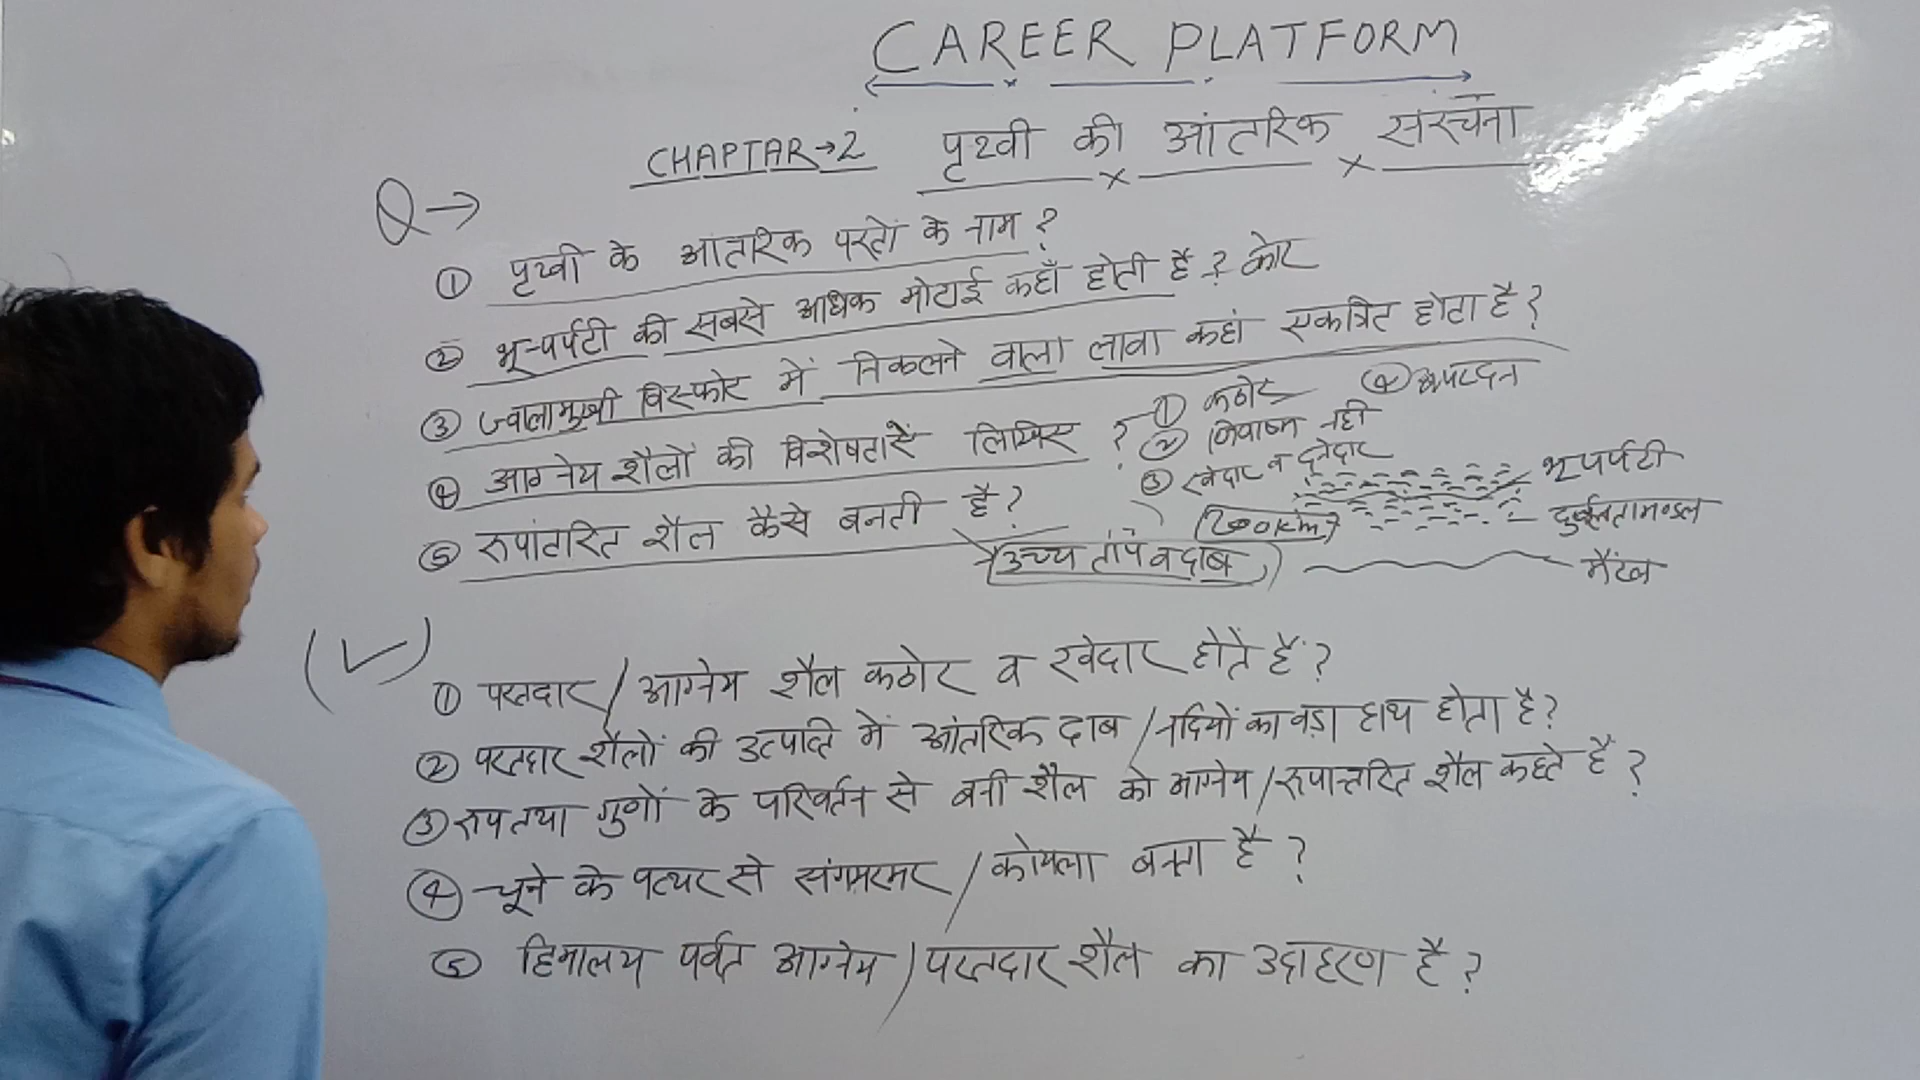 CAREER PLATFORM
CHAPTAR→2 पृथ्वी की आंतरिक संरचना
Q→
① पृथ्वी के आंतरिक परतों के नाम ?
② भू-पर्पटी की सबसे अधिक मोटाई कहाँ होती है ? कोर
③ ज्वालामुखी विस्फोट में निकलने वाला लावा कहां एकत्रित होता है ?
④ आग्नेय शैलों की विशेषताएँ लिखिए ?
① कठोर ④ अपरदन
② जीवाष्म नही
③ रवेदार व दानेदार
⑤ रुपांतरित शैल कैसे बनती है ?
उच्च ताप व दाब
200km
भू-पर्पटी
दुर्बलतामण्डल
मैंटल
(✓)
① परतदार / आग्नेय शैल कठोर व रवेदार होते हैं ?
② परतदार शैलों की उत्पत्ति में आंतरिक दाब / नदियों का बड़ा हाथ होता है ?
③ रुप तथा गुणों के परिवर्तन से बनी शैल को आग्नेय / रुपान्तरित शैल कहते हैं ?
④ चूने के पत्थर से संगमरमर / कोयला बनता है ?
⑤ हिमालय पर्वत आग्नेय / परतदार शैल का उदाहरण है ?